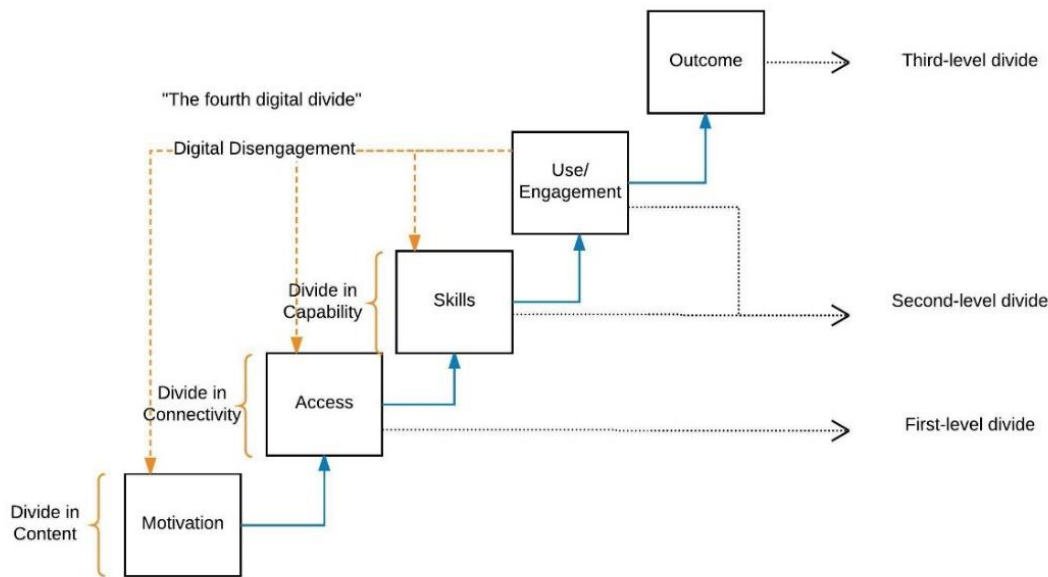 Outcome
Third-level divide
"The fourth digital divide"
Digital Disengagement
Use/
Engagement
Divide in
Capability
Skills
Second-level divide
Divide in
Connectivity
Access
First-level divide
Divide in
Content
Motivation